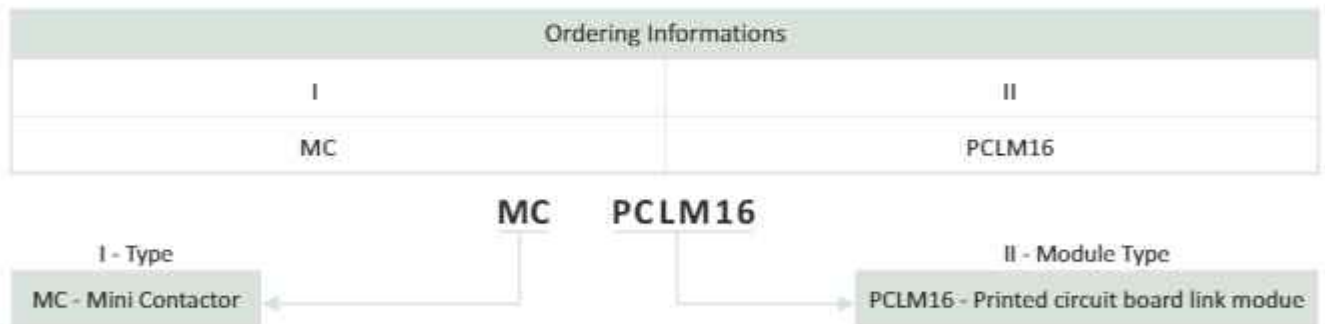 Ordering Informations
I II
MC PCLM16
MC PCLM16
I - Type II - Module Type
MC - Mini Contactor PCLM16 - Printed circuit board link modue